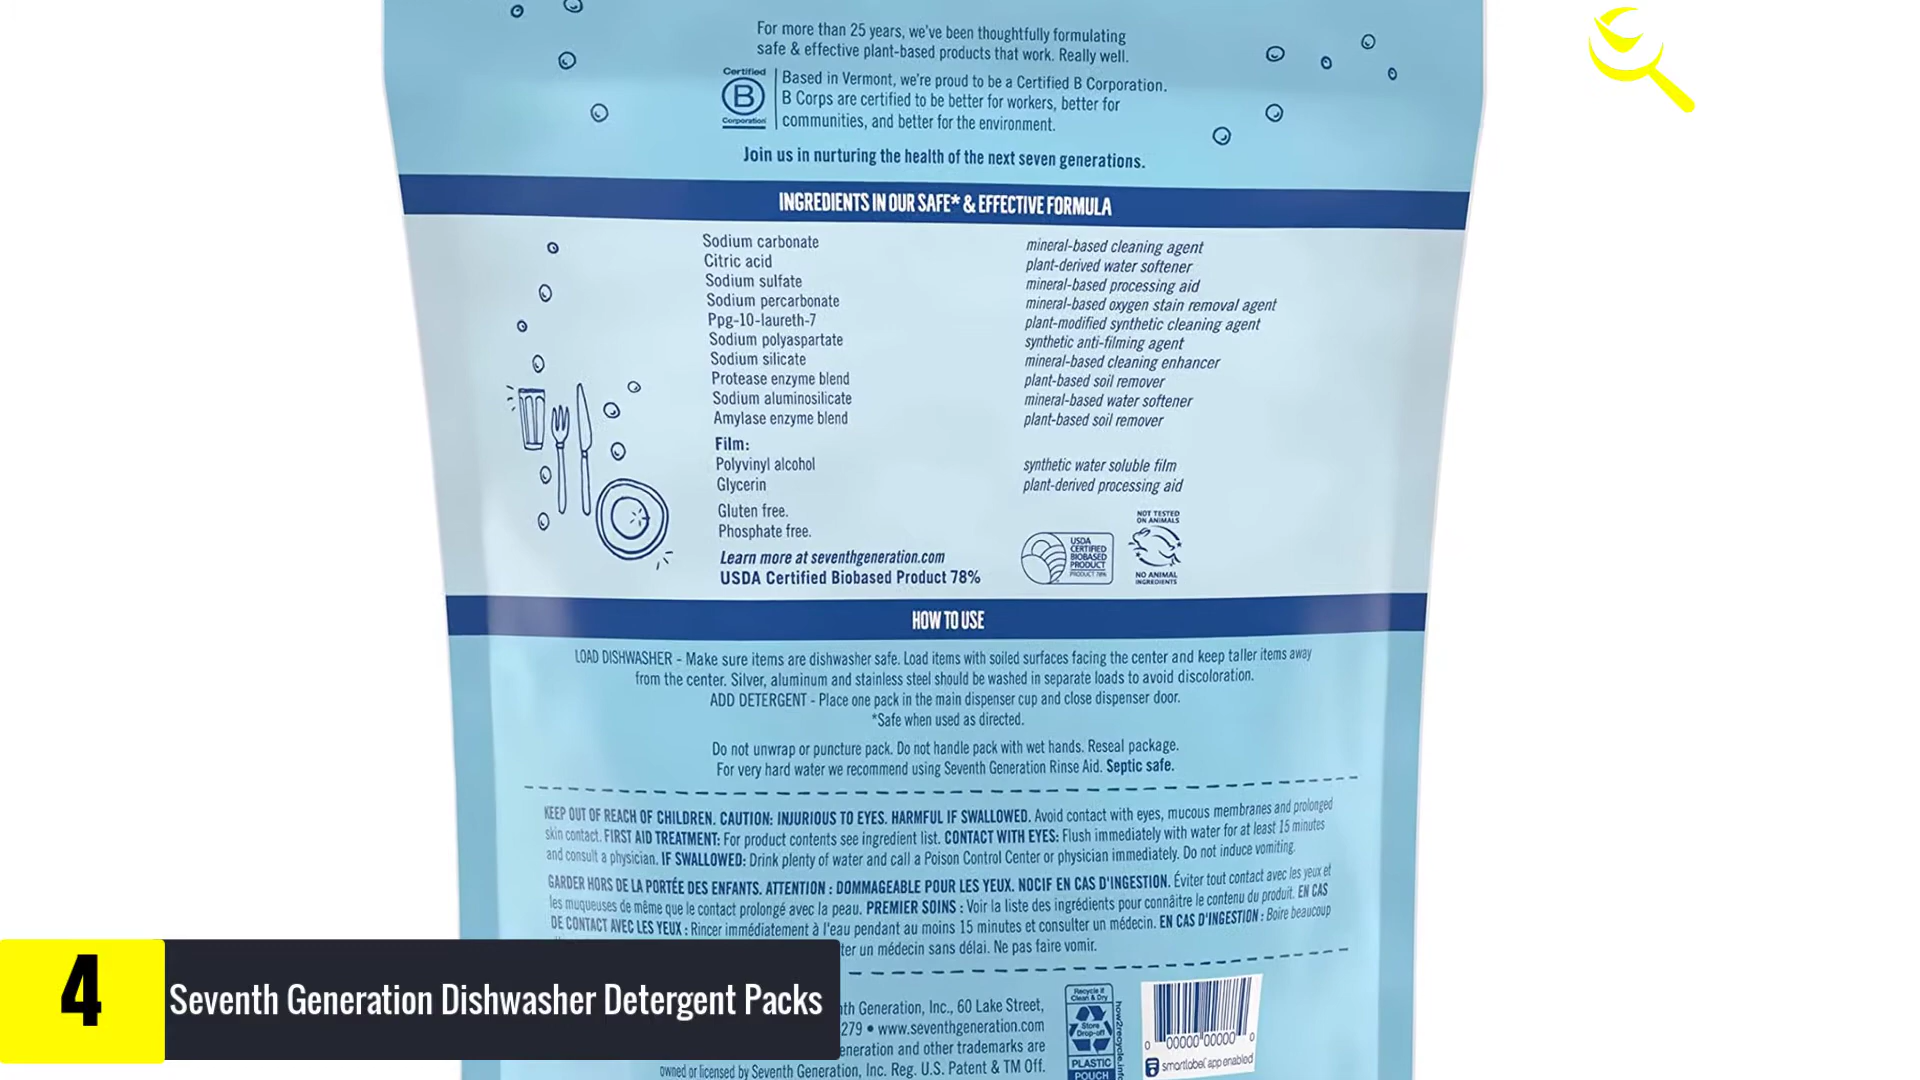 For more than 25 years, we've been thoughtfully formulating
safe & effective plant-based products that work. Really well.
Certified
B
Corporation
Based in Vermont, we're proud to be a Certified B Corporation.
B Corps are certified to be better for workers, better for
communities, and better for the environment.
Join us in nurturing the health of the next seven generations.
INGREDIENTS IN OUR SAFE* & EFFECTIVE FORMULA
Sodium carbonate mineral-based cleaning agent
Citric acid plant-derived water softener
Sodium sulfate mineral-based processing aid
Sodium percarbonate mineral-based oxygen stain removal agent
Ppg-10-laureth-7 plant-modified synthetic cleaning agent
Sodium polyaspartate synthetic anti-filming agent
Sodium silicate mineral-based cleaning enhancer
Protease enzyme blend plant-based soil remover
Sodium aluminosilicate mineral-based water softener
Amylase enzyme blend plant-based soil remover
Film:
Polyvinyl alcohol synthetic water soluble film
Glycerin plant-derived processing aid
Gluten free.
Phosphate free.
Learn more at seventhgeneration.com
USDA Certified Biobased Product 78%
USDA
CERTIFIED
BIOBASED
PRODUCT
PRODUCT 78%
NOT TESTED
ON ANIMALS
NO ANIMAL
INGREDIENTS
HOW TO USE
LOAD DISHWASHER - Make sure items are dishwasher safe. Load items with soiled surfaces facing the center and keep taller items away
from the center. Silver, aluminum and stainless steel should be washed in separate loads to avoid discoloration.
ADD DETERGENT - Place one pack in the main dispenser cup and close dispenser door.
*Safe when used as directed.
Do not unwrap or puncture pack. Do not handle pack with wet hands. Reseal package.
For very hard water we recommend using Seventh Generation Rinse Aid. Septic safe.
KEEP OUT OF REACH OF CHILDREN. CAUTION: INJURIOUS TO EYES. HARMFUL IF SWALLOWED. Avoid contact with eyes, mucous membranes and prolonged
skin contact. FIRST AID TREATMENT: For product contents see ingredient list. CONTACT WITH EYES: Flush immediately with water for at least 15 minutes
and consult a physician. IF SWALLOWED: Drink plenty of water and call a Poison Control Center or physician immediately. Do not induce vomiting.
GARDER HORS DE LA PORTÉE DES ENFANTS. ATTENTION : DOMMAGEABLE POUR LES YEUX. NOCIF EN CAS D'INGESTION. Éviter tout contact avec les yeux et
les muqueuses de même que le contact prolongé avec la peau. PREMIER SOINS : Voir la liste des ingrédients pour connaître le contenu du produit. EN CAS
DE CONTACT AVEC LES YEUX : Rincer immédiatement à l'eau pendant au moins 15 minutes et consulter un médecin. EN CAS D'INGESTION : Boire beaucoup
ter un médecin sans délai. Ne pas faire vomir.
4
Seventh Generation Dishwasher Detergent Packs
th Generation, Inc., 60 Lake Street,
279 • www.seventhgeneration.com
eneration and other trademarks are
owned or licensed by Seventh Generation, Inc. Reg. U.S. Patent & TM Off.
Recycle if
Clean & Dry
Store
Drop-off
PLASTIC
POUCH
how2recycle.info
0 00000 00000 0
smartlabel app enabled